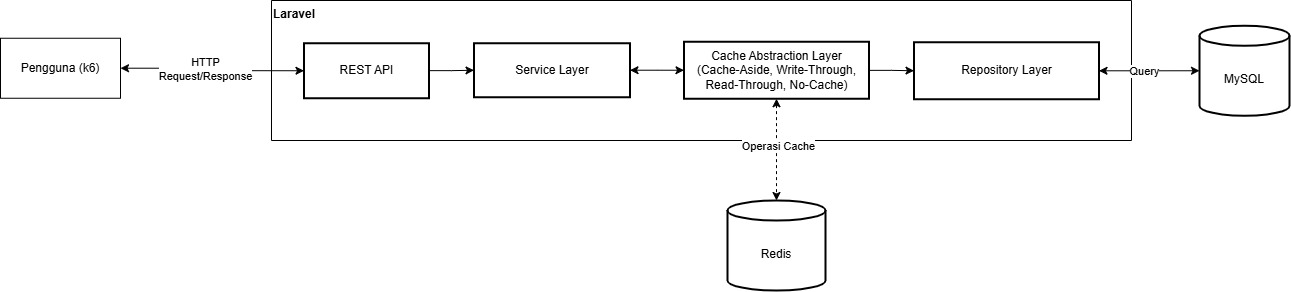 Laravel
Pengguna (k6)
HTTP
Request/Response
REST API
Service Layer
Cache Abstraction Layer
(Cache-Aside, Write-Through,
Read-Through, No-Cache)
Repository Layer
Query
MySQL
Operasi Cache
Redis